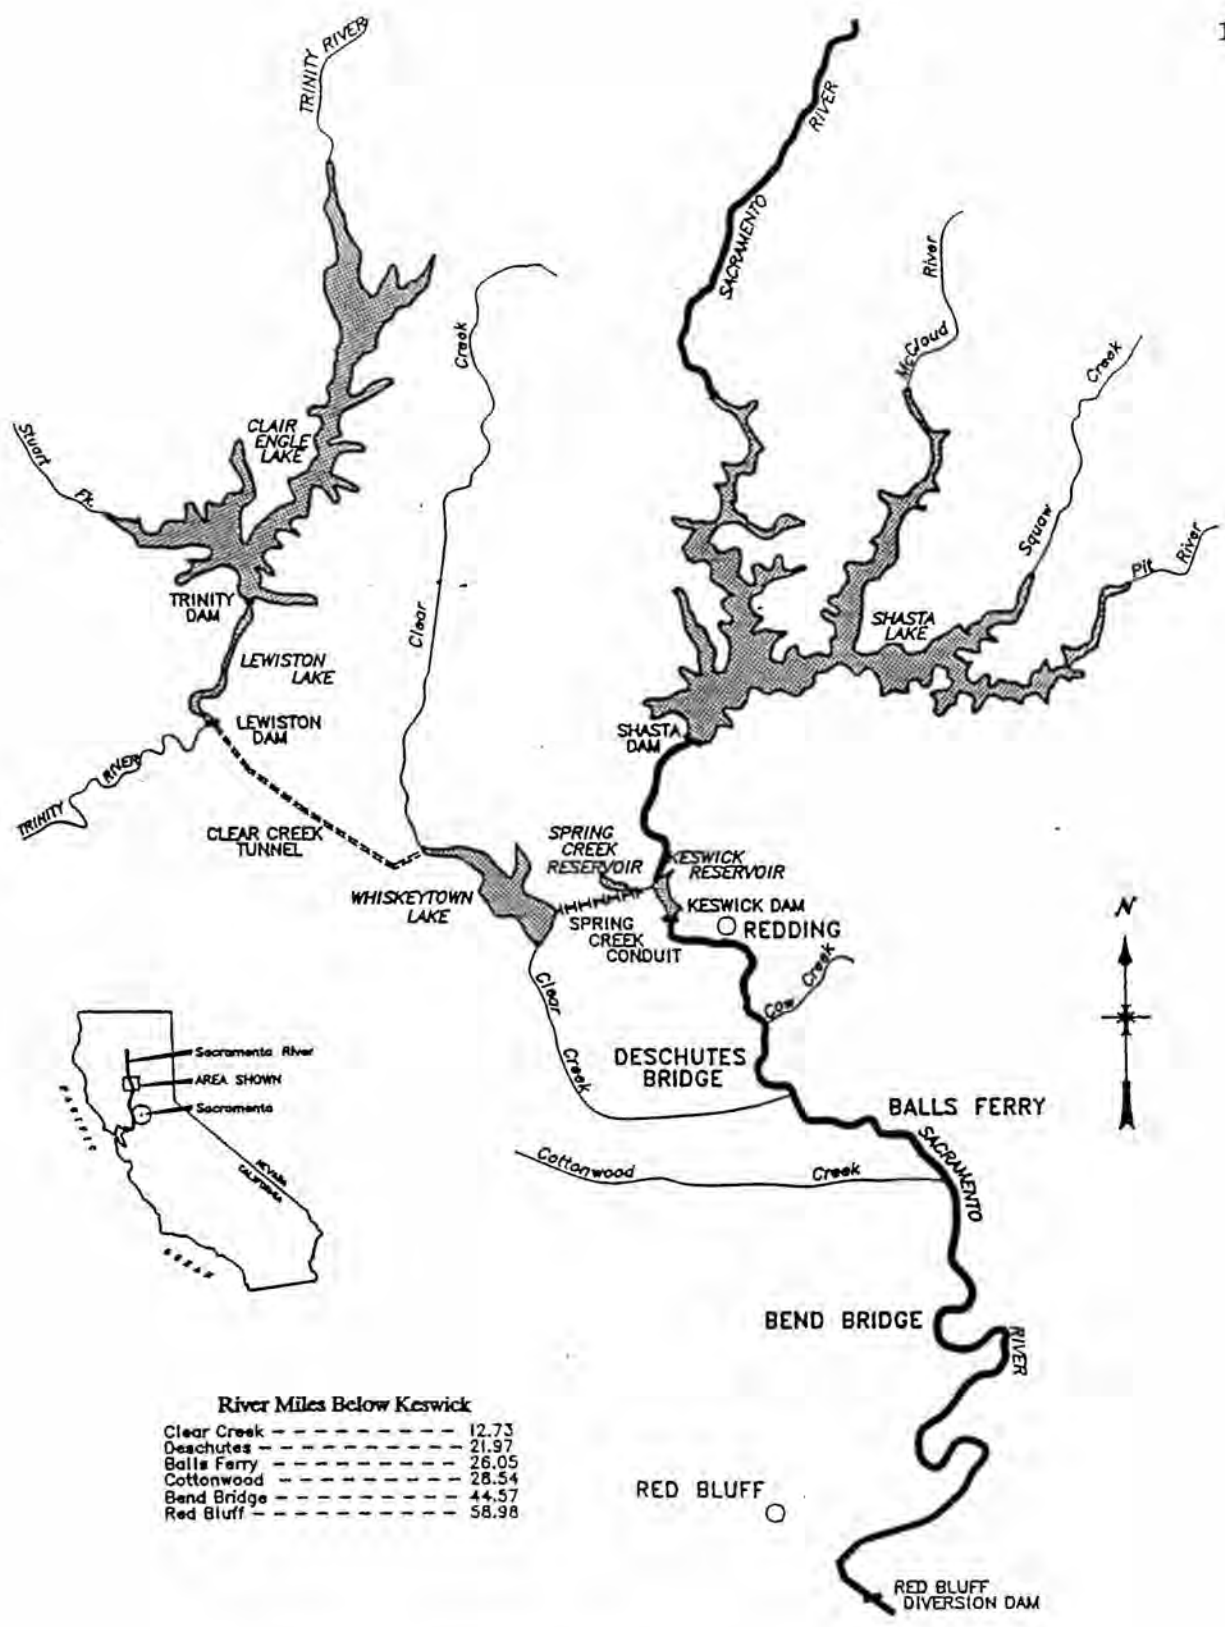 TRINITY RIVER
SACRAMENTO RIVER
McCloud River
Squaw Creek
Pit River
Clear Creek
Stuart Fk.
CLAIR
ENGLE
LAKE
TRINITY
DAM
LEWISTON
LAKE
LEWISTON
DAM
TRINITY RIVER
SHASTA
LAKE
SHASTA
DAM
CLEAR CREEK
TUNNEL
WHISKEYTOWN
LAKE
SPRING
CREEK
RESERVOIR
KESWICK
RESERVOIR
KESWICK DAM
REDDING
SPRING
CREEK
CONDUIT
Clear Creek
Cow Creek
DESCHUTES
BRIDGE
BALLS FERRY
SACRAMENTO RIVER
Cottonwood Creek
BEND BRIDGE
N
Sacramento River
AREA SHOWN
Sacramento
PACIFIC
OCEAN
NEVADA
CALIFORNIA
River Miles Below Keswick
Clear Creek - - - - - - - - - - 12.73
Deschutes - - - - - - - - - - - 21.97
Balls Ferry - - - - - - - - - - 26.05
Cottonwood - - - - - - - - - - 28.54
Bend Bridge - - - - - - - - - - 44.57
Red Bluff - - - - - - - - - - - 58.98
RED BLUFF
RED BLUFF
DIVERSION DAM